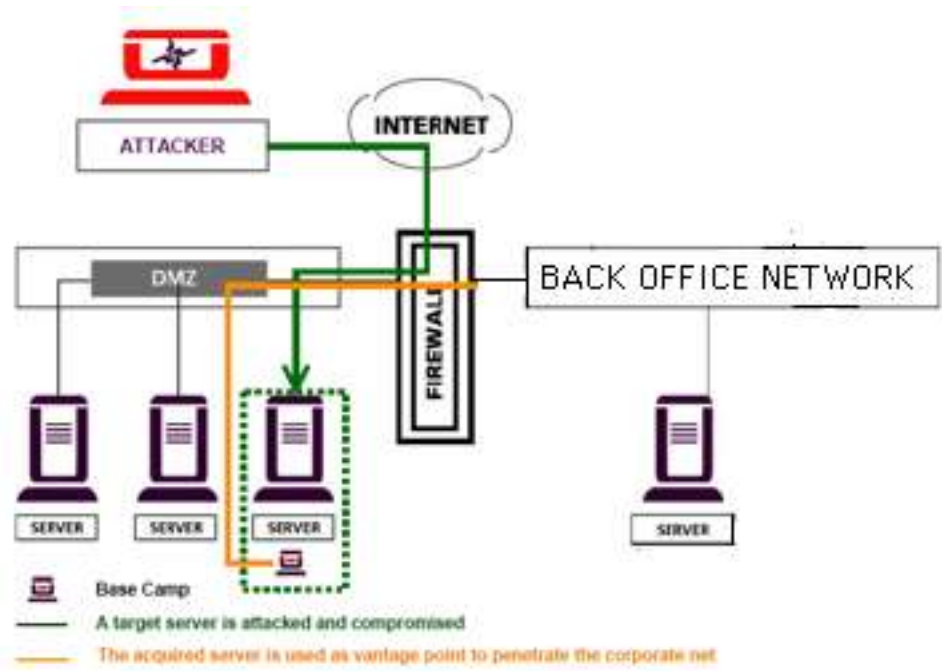 ATTACKER
INTERNET
DMZ
FIREWALL
BACK OFFICE NETWORK
SERVER
SERVER
SERVER
SERVER
Base Camp
A target server is attacked and compromised
The acquired server is used as vantage point to penetrate the corporate net